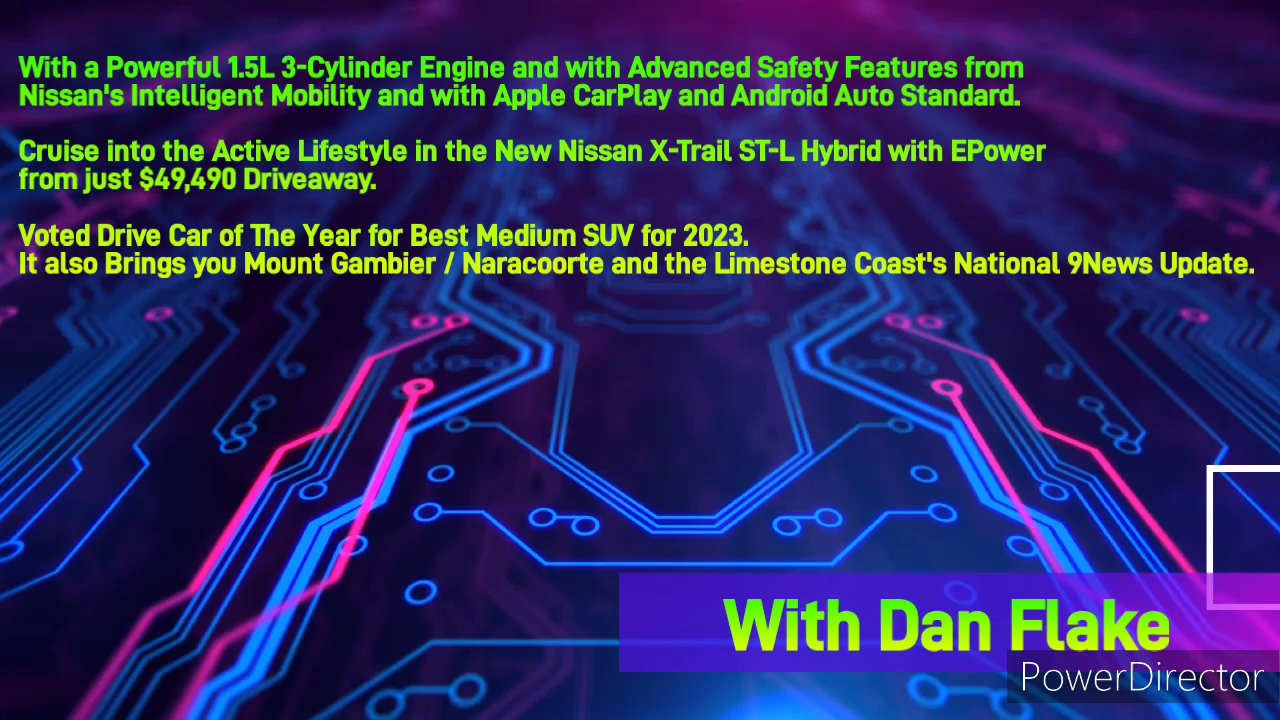 With a Powerful 1.5L 3-Cylinder Engine and with Advanced Safety Features from
Nissan's Intelligent Mobility and with Apple CarPlay and Android Auto Standard.
Cruise into the Active Lifestyle in the New Nissan X-Trail ST-L Hybrid with EPower
from just $49,490 Driveaway.
Voted Drive Car of The Year for Best Medium SUV for 2023.
It also Brings you Mount Gambier / Naracoorte and the Limestone Coast's National 9News Update.
With Dan Flake
PowerDirector